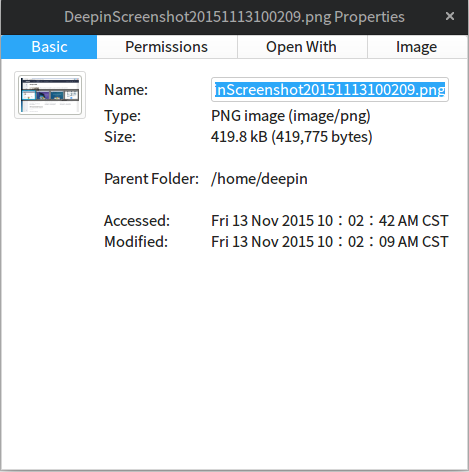 DeepinScreenshot20151113100209.png Properties ×
Basic Permissions Open With Image
Name: inScreenshot20151113100209.png
Type: PNG image (image/png)
Size: 419.8 kB (419,775 bytes)
Parent Folder: /home/deepin
Accessed: Fri 13 Nov 2015 10：02：42 AM CST
Modified: Fri 13 Nov 2015 10：02：09 AM CST